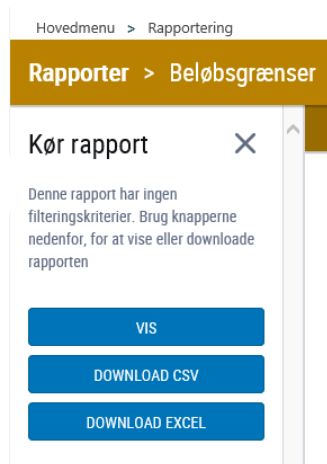 Hovedmenu > Rapportering
Rapporter > Beløbsgrænser
Kør rapport
Denne rapport har ingen
filtreringskriterier. Brug knapperne
nedenfor, for at vise eller downloade
rapporten
VIS
DOWNLOAD CSV
DOWNLOAD EXCEL